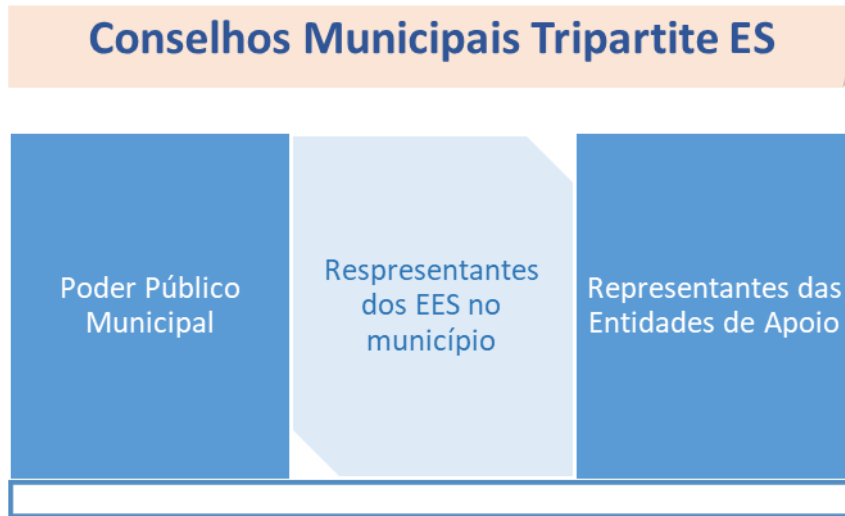 Conselhos Municipais Tripartite ES
Poder Público
Municipal
Respresentantes
dos EES no
município
Representantes das
Entidades de Apoio